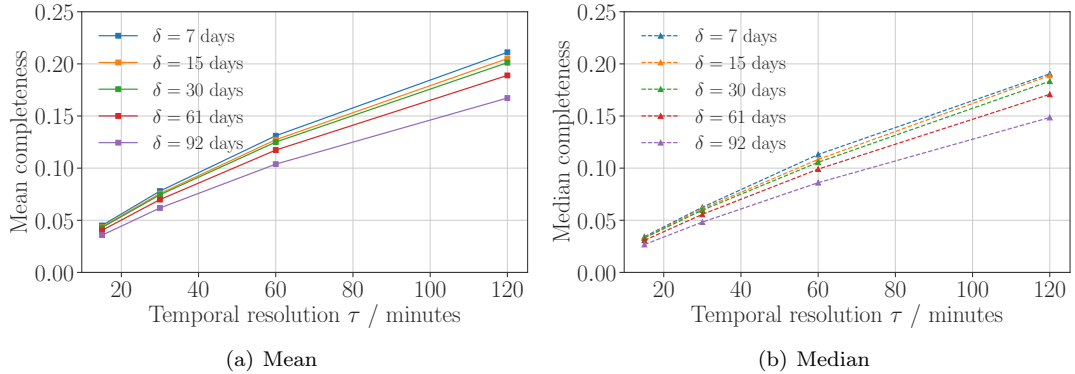 0.25
0.20
0.15
0.10
0.05
0.00
Mean completeness
δ = 7 days
δ = 15 days
δ = 30 days
δ = 61 days
δ = 92 days
20 40 60 80 100 120
Temporal resolution τ / minutes
(a) Mean
0.25
0.20
0.15
0.10
0.05
0.00
Median completeness
δ = 7 days
δ = 15 days
δ = 30 days
δ = 61 days
δ = 92 days
20 40 60 80 100 120
Temporal resolution τ / minutes
(b) Median